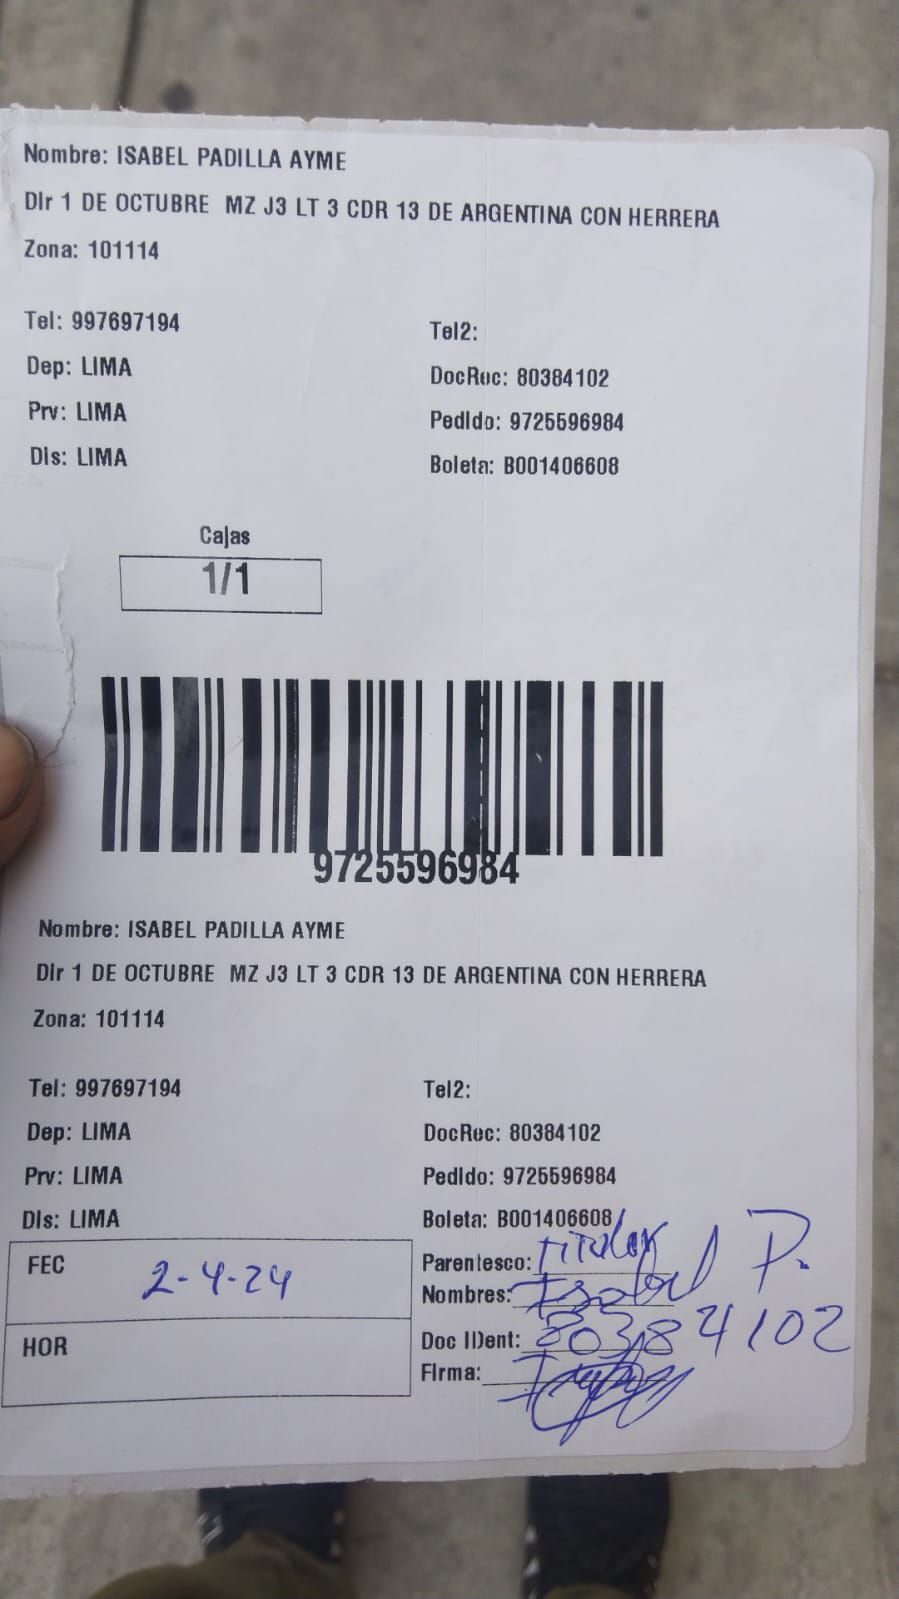 Nombre: ISABEL PADILLA AYME
Dir 1 DE OCTUBRE MZ J3 LT 3 CDR 13 DE ARGENTINA CON HERRERA
Zona: 101114
Tel: 997697194
Tel2:
Dep: LIMA
DocRec: 80384102
Prv: LIMA
Pedido: 9725596984
Dis: LIMA
Boleta: B001406608
Cajas
1/1
9725596984
Nombre: ISABEL PADILLA AYME
Dir 1 DE OCTUBRE MZ J3 LT 3 CDR 13 DE ARGENTINA CON HERRERA
Zona: 101114
Tel: 997697194
Tel2:
Dep: LIMA
DocRec: 80384102
Prv: LIMA
Pedido: 9725596984
Dis: LIMA
Boleta: B001406608
FEC 2-4-24
Parentesco: Titular
Nombres: Isabel P.
HOR
Doc IDent: 80384102
Firma: